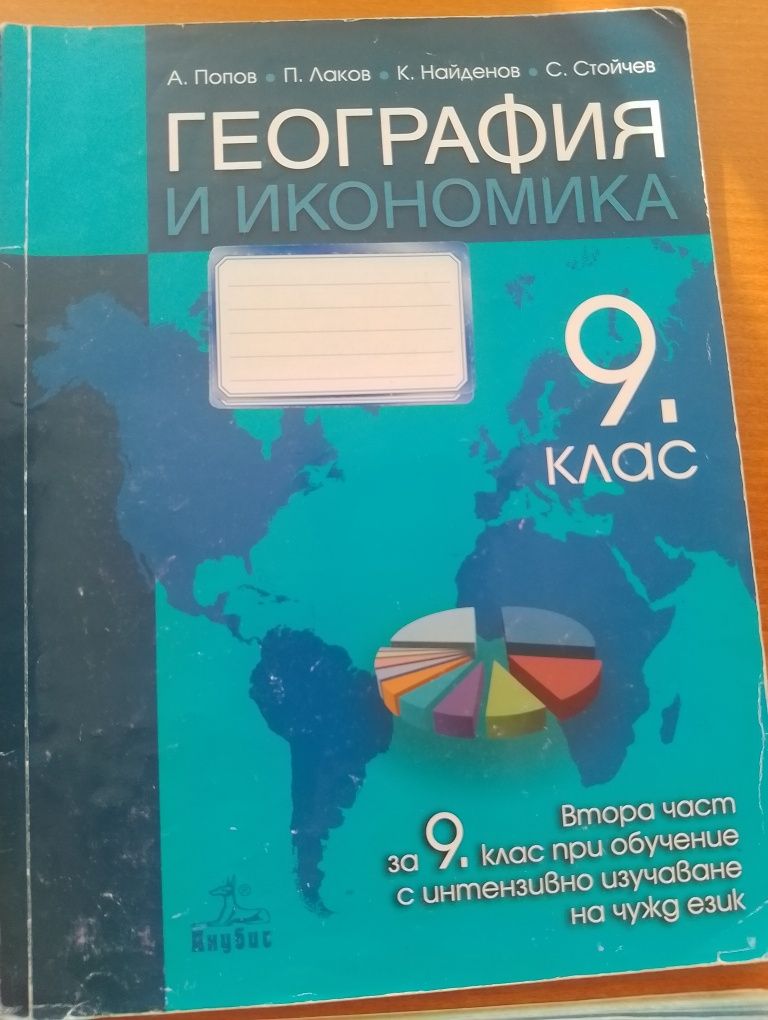 А. Попов • П. Лаков • К. Найденов • С. Стойчев
ГЕОГРАФИЯ
И ИКОНОМИКА
9.
клас
Втора част
за 9. клас при обучение
с интензивно изучаване
на чужд език
®
Анубис